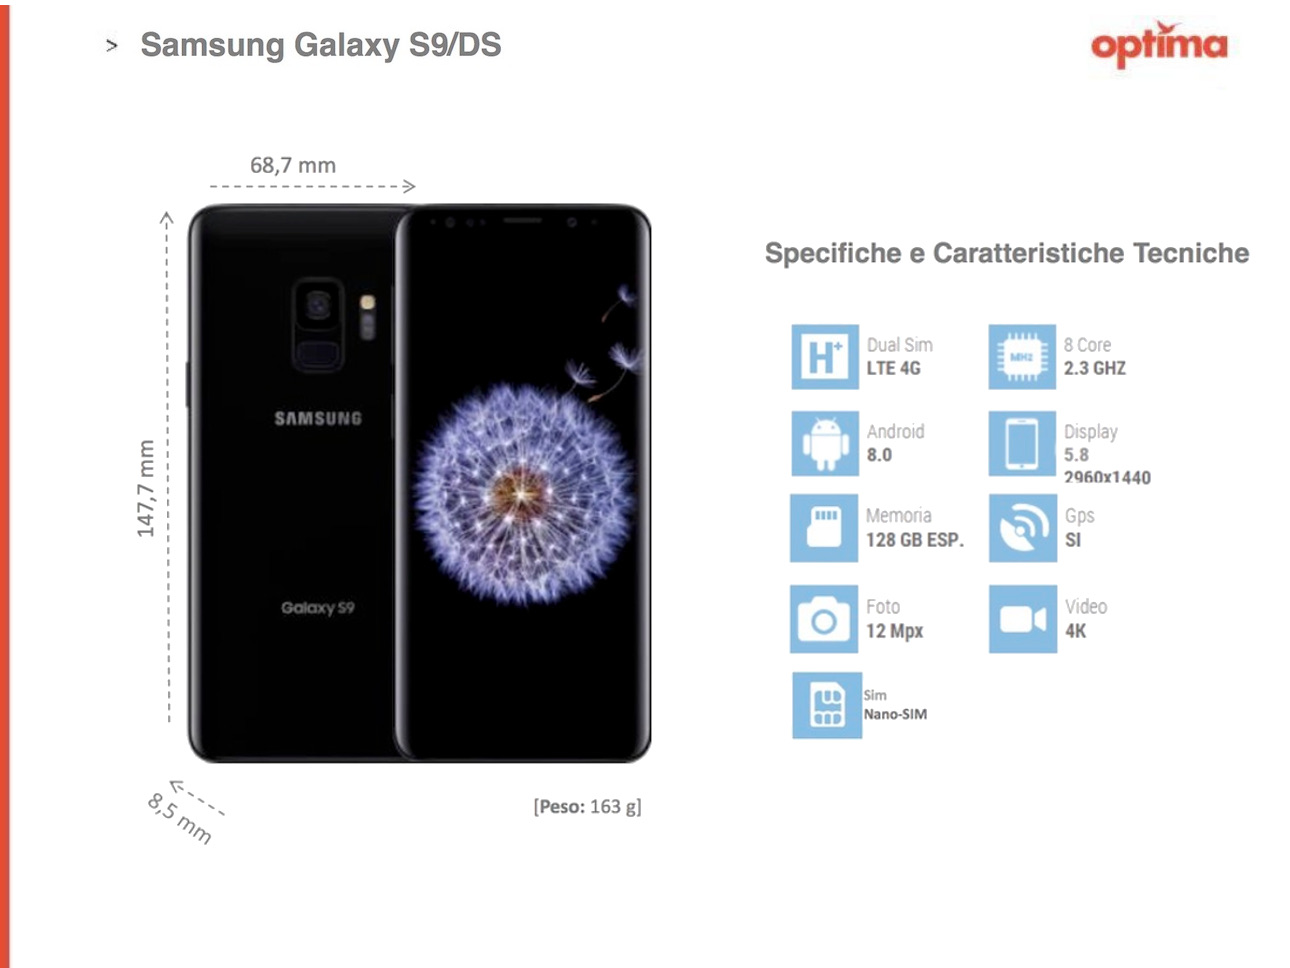 > Samsung Galaxy S9/DS
optima
68,7 mm
147,7 mm
8,5 mm
SAMSUNG
Galaxy S9
[Peso: 163 g]
Specifiche e Caratteristiche Tecniche
H+
Dual Sim
LTE 4G
MHz
8 Core
2.3 GHZ
Android
8.0
Display
5.8
2960x1440
Memoria
128 GB ESP.
Gps
SI
Foto
12 Mpx
Video
4K
Sim
Nano-SIM